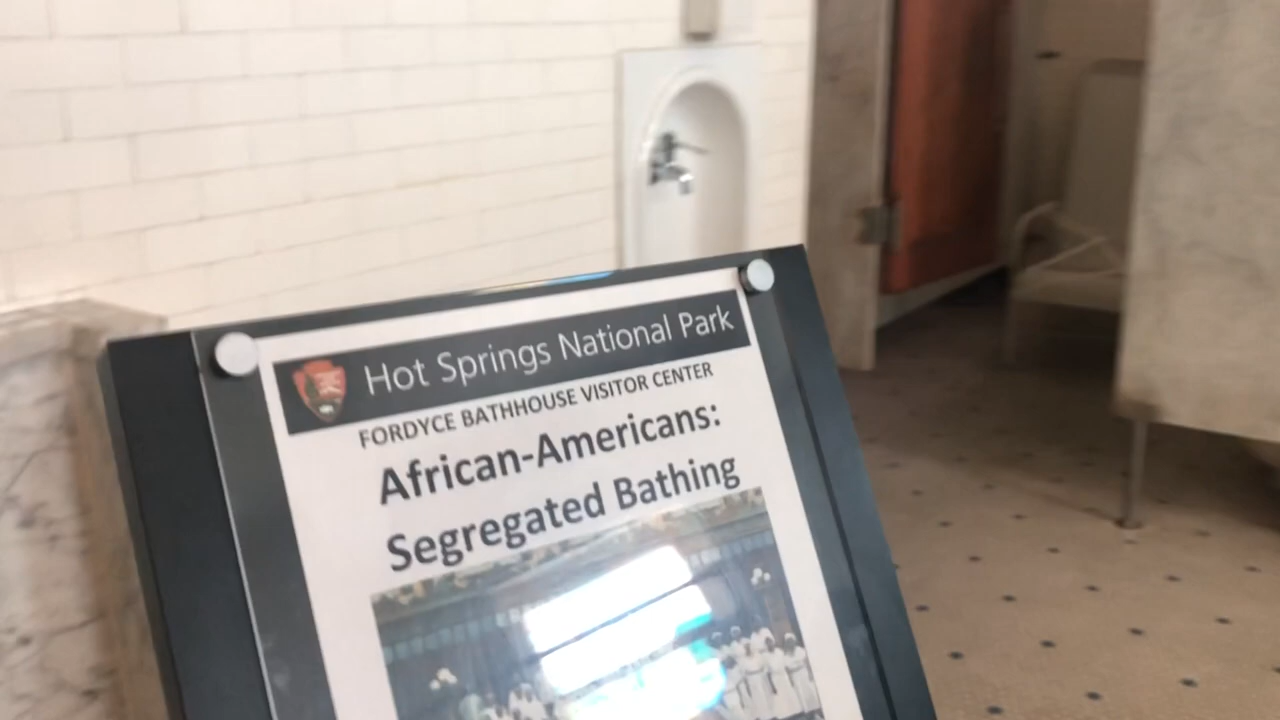 Hot Springs National Park
FORDYCE BATHHOUSE VISITOR CENTER
African-Americans:
Segregated Bathing